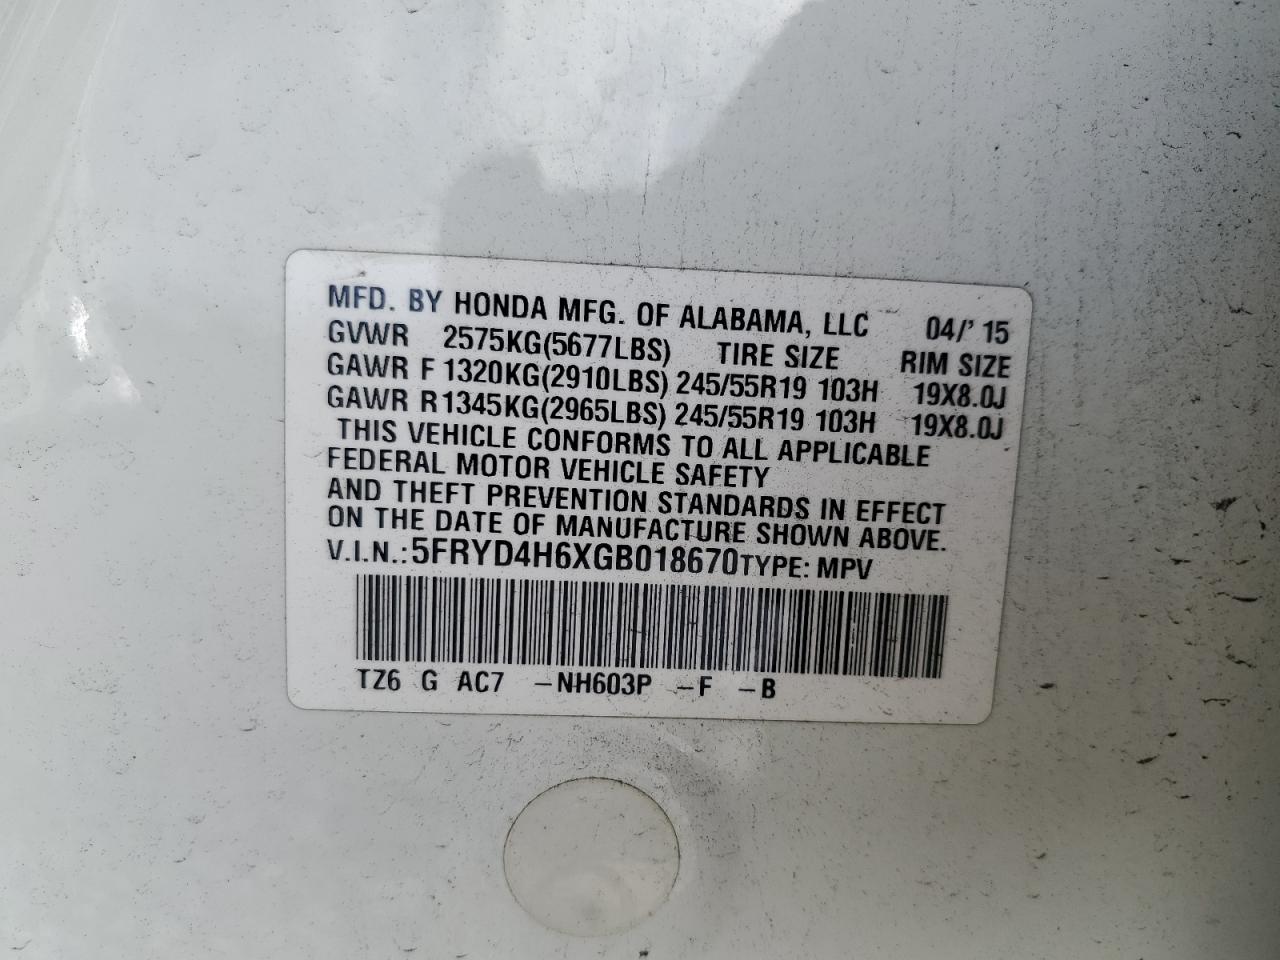 MFD. BY HONDA MFG. OF ALABAMA, LLC 04/' 15
GVWR 2575KG(5677LBS) TIRE SIZE RIM SIZE
GAWR F 1320KG(2910LBS) 245/55R19 103H 19X8.0J
GAWR R1345KG(2965LBS) 245/55R19 103H 19X8.0J
THIS VEHICLE CONFORMS TO ALL APPLICABLE
FEDERAL MOTOR VEHICLE SAFETY
AND THEFT PREVENTION STANDARDS IN EFFECT
ON THE DATE OF MANUFACTURE SHOWN ABOVE.
V.I.N.:5FRYD4H6XGB018670TYPE: MPV
TZ6 G AC7 –NH603P –F –B